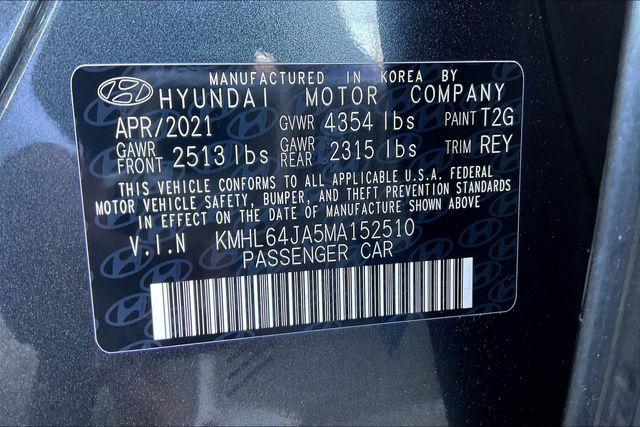 MANUFACTURED IN KOREA BY
HYUNDAI MOTOR COMPANY
APR/2021 GVWR 4354 lbs PAINT T2G
GAWR FRONT 2513 lbs GAWR REAR 2315 lbs TRIM REY
THIS VEHICLE CONFORMS TO ALL APPLICABLE U.S.A. FEDERAL
MOTOR VEHICLE SAFETY, BUMPER, AND THEFT PREVENTION STANDARDS
IN EFFECT ON THE DATE OF MANUFACTURE SHOWN ABOVE
V.I.N KMHL64JA5MA152510
PASSENGER CAR